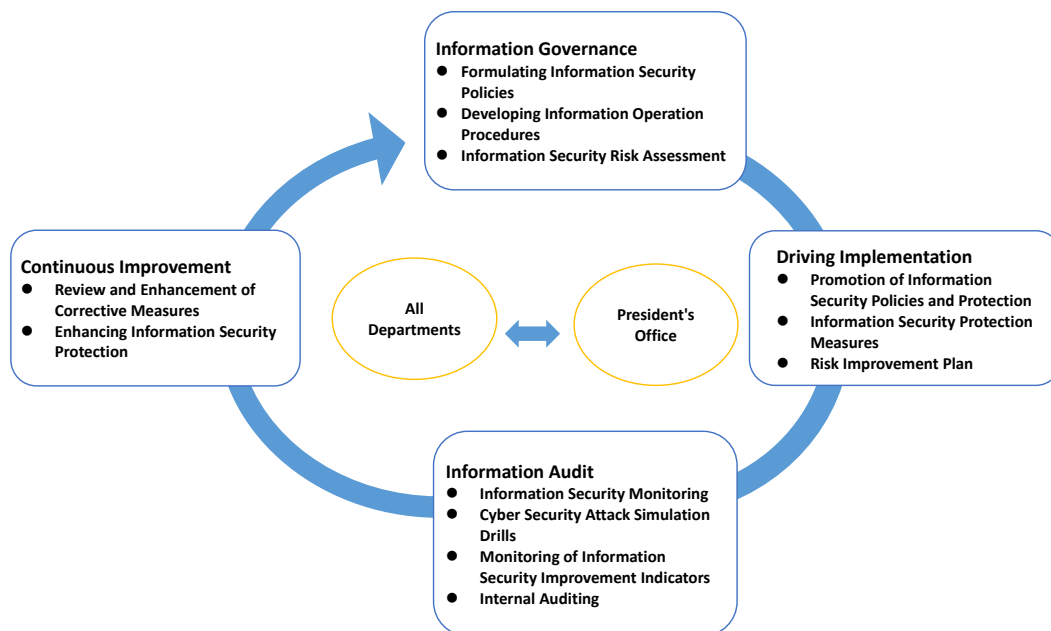 Information Governance
● Formulating Information Security
Policies
● Developing Information Operation
Procedures
● Information Security Risk Assessment
Continuous Improvement
● Review and Enhancement of
Corrective Measures
● Enhancing Information Security
Protection
All
Departments
President's
Office
Driving Implementation
● Promotion of Information
Security Policies and Protection
● Information Security Protection
Measures
● Risk Improvement Plan
Information Audit
● Information Security Monitoring
● Cyber Security Attack Simulation
Drills
● Monitoring of Information
Security Improvement Indicators
● Internal Auditing